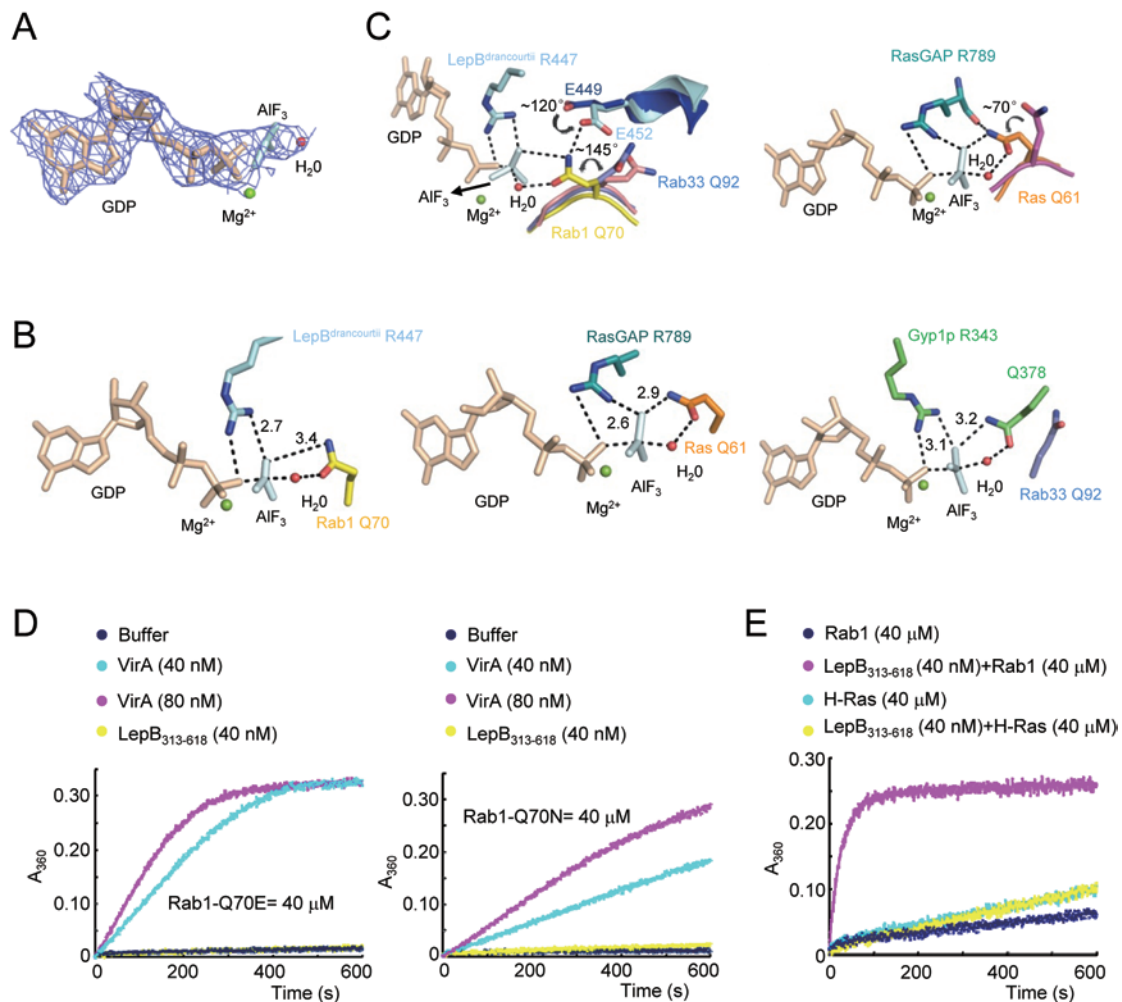 A
AlF3
H20
GDP
Mg2+
C
LepBdrancourtii R447
E449
~120°
E452
GDP
~145°
AlF3
H20
Rab33 Q92
Mg2+
Rab1 Q70
RasGAP R789
~70°
H20
GDP
Mg2+
AlF3
Ras Q61
B
LepBdrancourtii R447
2.7
3.4
GDP
H20
Mg2+
AlF3
Rab1 Q70
RasGAP R789
2.9
2.6
Ras Q61
H20
GDP
Mg2+
AlF3
Gyp1p R343
Q378
3.2
3.1
GDP
H20
Mg2+
AlF3
Rab33 Q92
D
Buffer
VirA (40 nM)
VirA (80 nM)
LepB313-618 (40 nM)
A360
0.30
0.20
0.10
0
Rab1-Q70E= 40 μM
0
200
400
600
Time (s)
Buffer
VirA (40 nM)
VirA (80 nM)
LepB313-618 (40 nM)
A360
0.30
0.20
0.10
0
Rab1-Q70N= 40 μM
0
200
400
600
Time (s)
E
Rab1 (40 μM)
LepB313-618 (40 nM)+Rab1 (40 μM)
H-Ras (40 μM)
LepB313-618 (40 nM)+H-Ras (40 μM)
A360
0.30
0.20
0.10
0
0
200
400
600
Time (s)